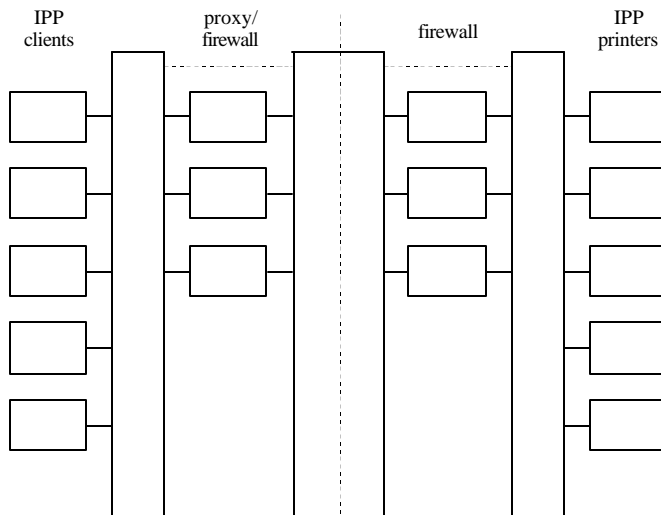 IPP
clients
proxy/
firewall
firewall
IPP
printers